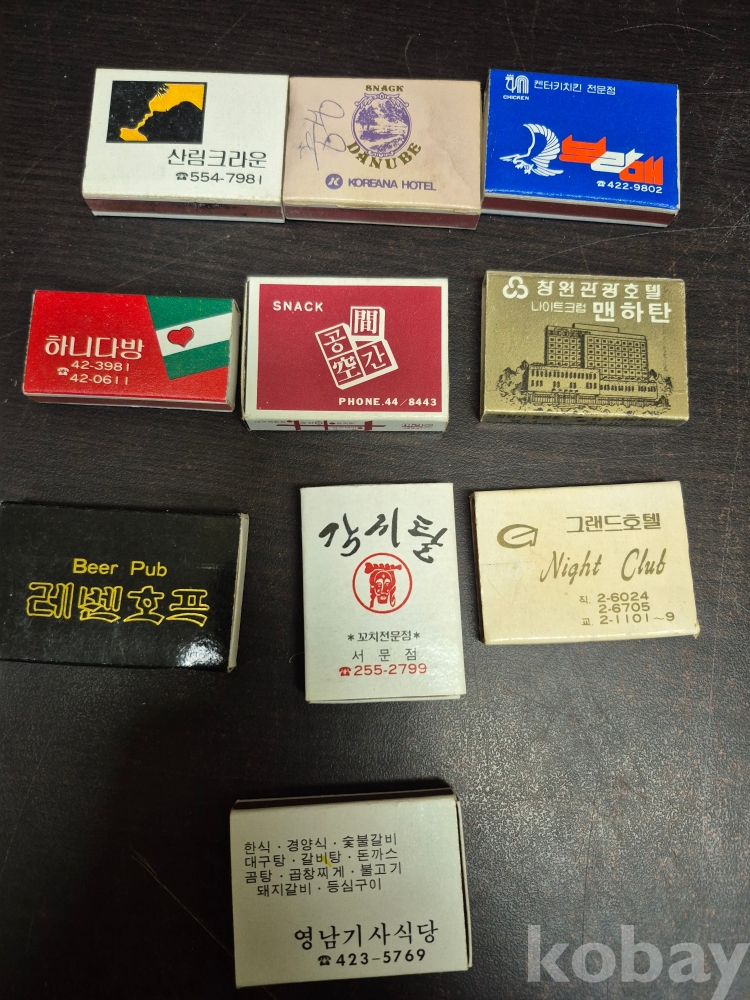 산림크라운
☎554-7981
SNACK
DANUBE
KOREANA HOTEL
CHICKEN
켄터키치킨 전문점
보라매
☎422-9802
하니다방
42-3981
☎42-0611
SNACK
공間
空간
PHONE.44/8443
창원관광호텔
나이트크럽 맨하탄
Beer Pub
레벤호프
각시탈
*꼬치전문점*
서문점
☎255-2799
그랜드호텔
Night Club
직. 2-6024
2-6705
교. 2-1101~9
한식·경양식·숯불갈비
대구탕·갈비탕·돈까스
곰탕·곱창찌게·불고기
돼지갈비·등심구이
영남기사식당
☎423-5769
kobay